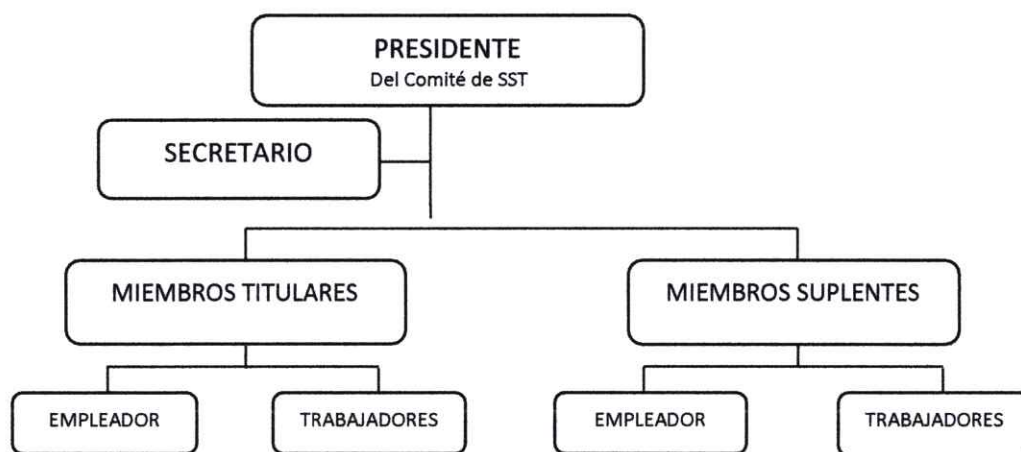 PRESIDENTE
Del Comité de SST
SECRETARIO
MIEMBROS TITULARES
MIEMBROS SUPLENTES
EMPLEADOR
TRABAJADORES
EMPLEADOR
TRABAJADORES